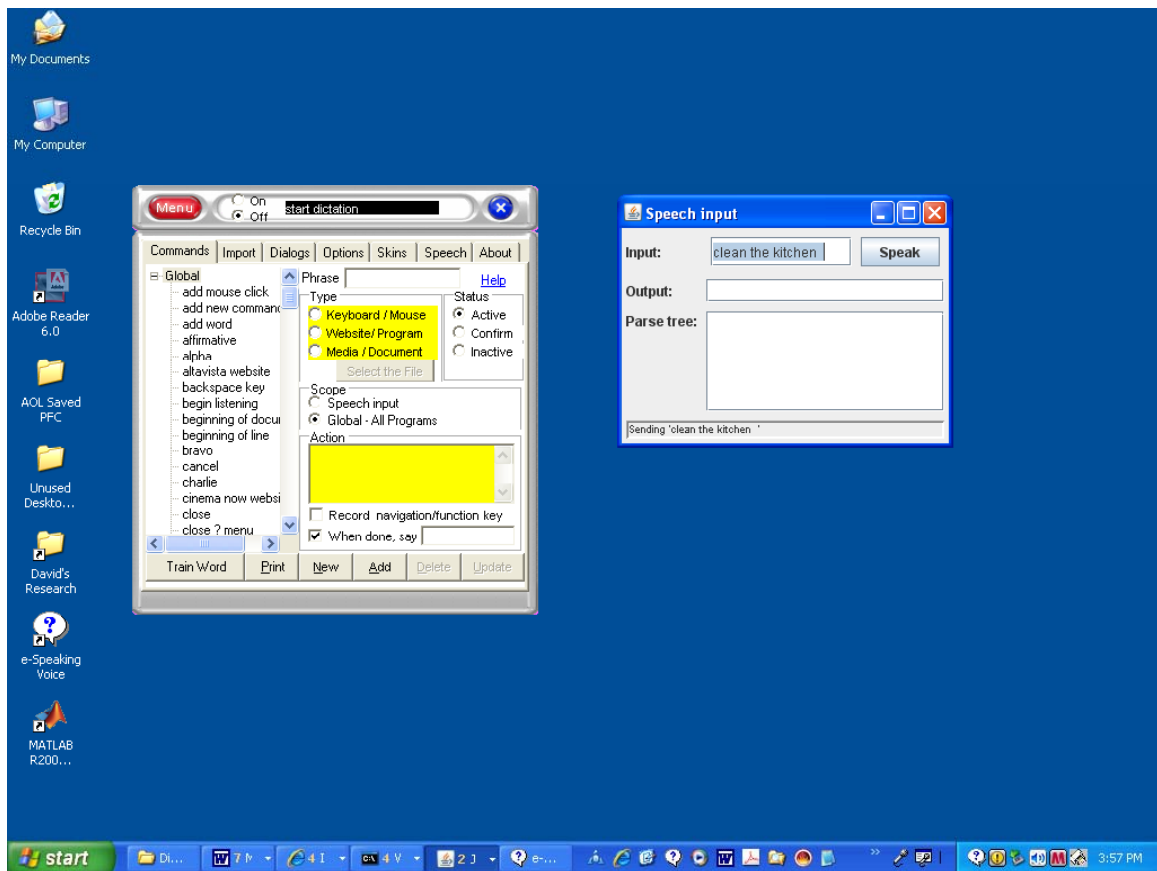 My Documents
My Computer
Recycle Bin
Adobe Reader
6.0
AOL Saved
PFC
Unused
Deskto...
David's
Research
e-Speaking
Voice
MATLAB
R200...
Menu
On
Off
start dictation
Commands Import Dialogs Options Skins Speech About
Global
add mouse click
add new comman
add word
affirmative
alpha
altavista website
backspace key
begin listening
beginning of docu
beginning of line
bravo
cancel
charlie
cinema now websi
close
close ? menu
Phrase
Help
Type
Keyboard / Mouse
Website/ Program
Media / Document
Select the File
Status
Active
Confirm
Inactive
Scope
Speech input
Global - All Programs
Action
Record navigation/function key
When done, say
Train Word Print New Add Delete Update
Speech input
Input: clean the kitchen Speak
Output:
Parse tree:
Sending 'clean the kitchen '
start Di... 7 4 I 4 V 2 J e-... 3:57 PM